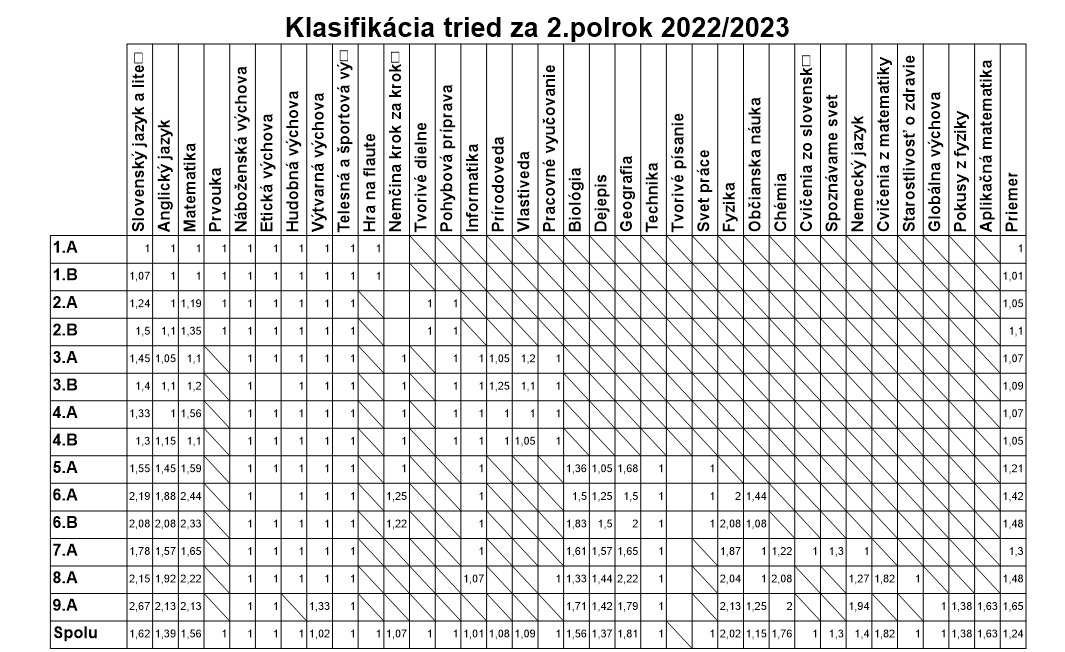 Klasifikácia tried za 2.polrok 2022/2023
Slovenský jazyk a lite□ Anglický jazyk Matematika Prvouka Náboženská výchova Etická výchova Hudobná výchova Výtvarná výchova Telesná a športová vý□ Hra na flaute Nemčina krok za krok□ Tvorivé dielne Pohybová príprava Informatika Prírodoveda Vlastiveda Pracovné vyučovanie Biológia Dejepis Geografia Technika Tvorivé písanie Svet práce Fyzika Občianska náuka Chémia Cvičenia zo slovensk□ Spoznávame svet Nemecký jazyk Cvičenia z matematiky Starostlivosť o zdravie Globálna výchova Pokusy z fyziky Aplikačná matematika Priemer
1.A 1 1 1 1 1 1 1 1 1 1 1
1.B 1,07 1 1 1 1 1 1 1 1 1 1,01
2.A 1,24 1 1,19 1 1 1 1 1 1 1 1 1,05
2.B 1,5 1,1 1,35 1 1 1 1 1 1 1 1 1,1
3.A 1,45 1,05 1,1 1 1 1 1 1 1 1 1 1,05 1,2 1 1,07
3.B 1,4 1,1 1,2 1 1 1 1 1 1 1 1,25 1,1 1 1,09
4.A 1,33 1 1,56 1 1 1 1 1 1 1 1 1 1 1 1,07
4.B 1,3 1,15 1,1 1 1 1 1 1 1 1 1 1 1,05 1 1,05
5.A 1,55 1,45 1,59 1 1 1 1 1 1 1 1,36 1,05 1,68 1 1 1,21
6.A 2,19 1,88 2,44 1 1 1 1 1,25 1 1,5 1,25 1,5 1 1 2 1,44 1,42
6.B 2,08 2,08 2,33 1 1 1 1 1 1,22 1 1,83 1,5 2 1 1 2,08 1,08 1,48
7.A 1,78 1,57 1,65 1 1 1 1 1 1 1,61 1,57 1,65 1 1,87 1 1,22 1 1,3 1 1,3
8.A 2,15 1,92 2,22 1 1 1 1 1 1,07 1 1,33 1,44 2,22 1 2,04 1 2,08 1,27 1,82 1 1,48
9.A 2,67 2,13 2,13 1 1 1,33 1 1,71 1,42 1,79 1 2,13 1,25 2 1,94 1 1,38 1,63 1,65
Spolu 1,62 1,39 1,56 1 1 1 1 1,02 1 1 1,07 1 1 1,01 1,08 1,09 1 1,56 1,37 1,81 1 1 2,02 1,15 1,76 1 1,3 1,4 1,82 1 1 1,38 1,63 1,24